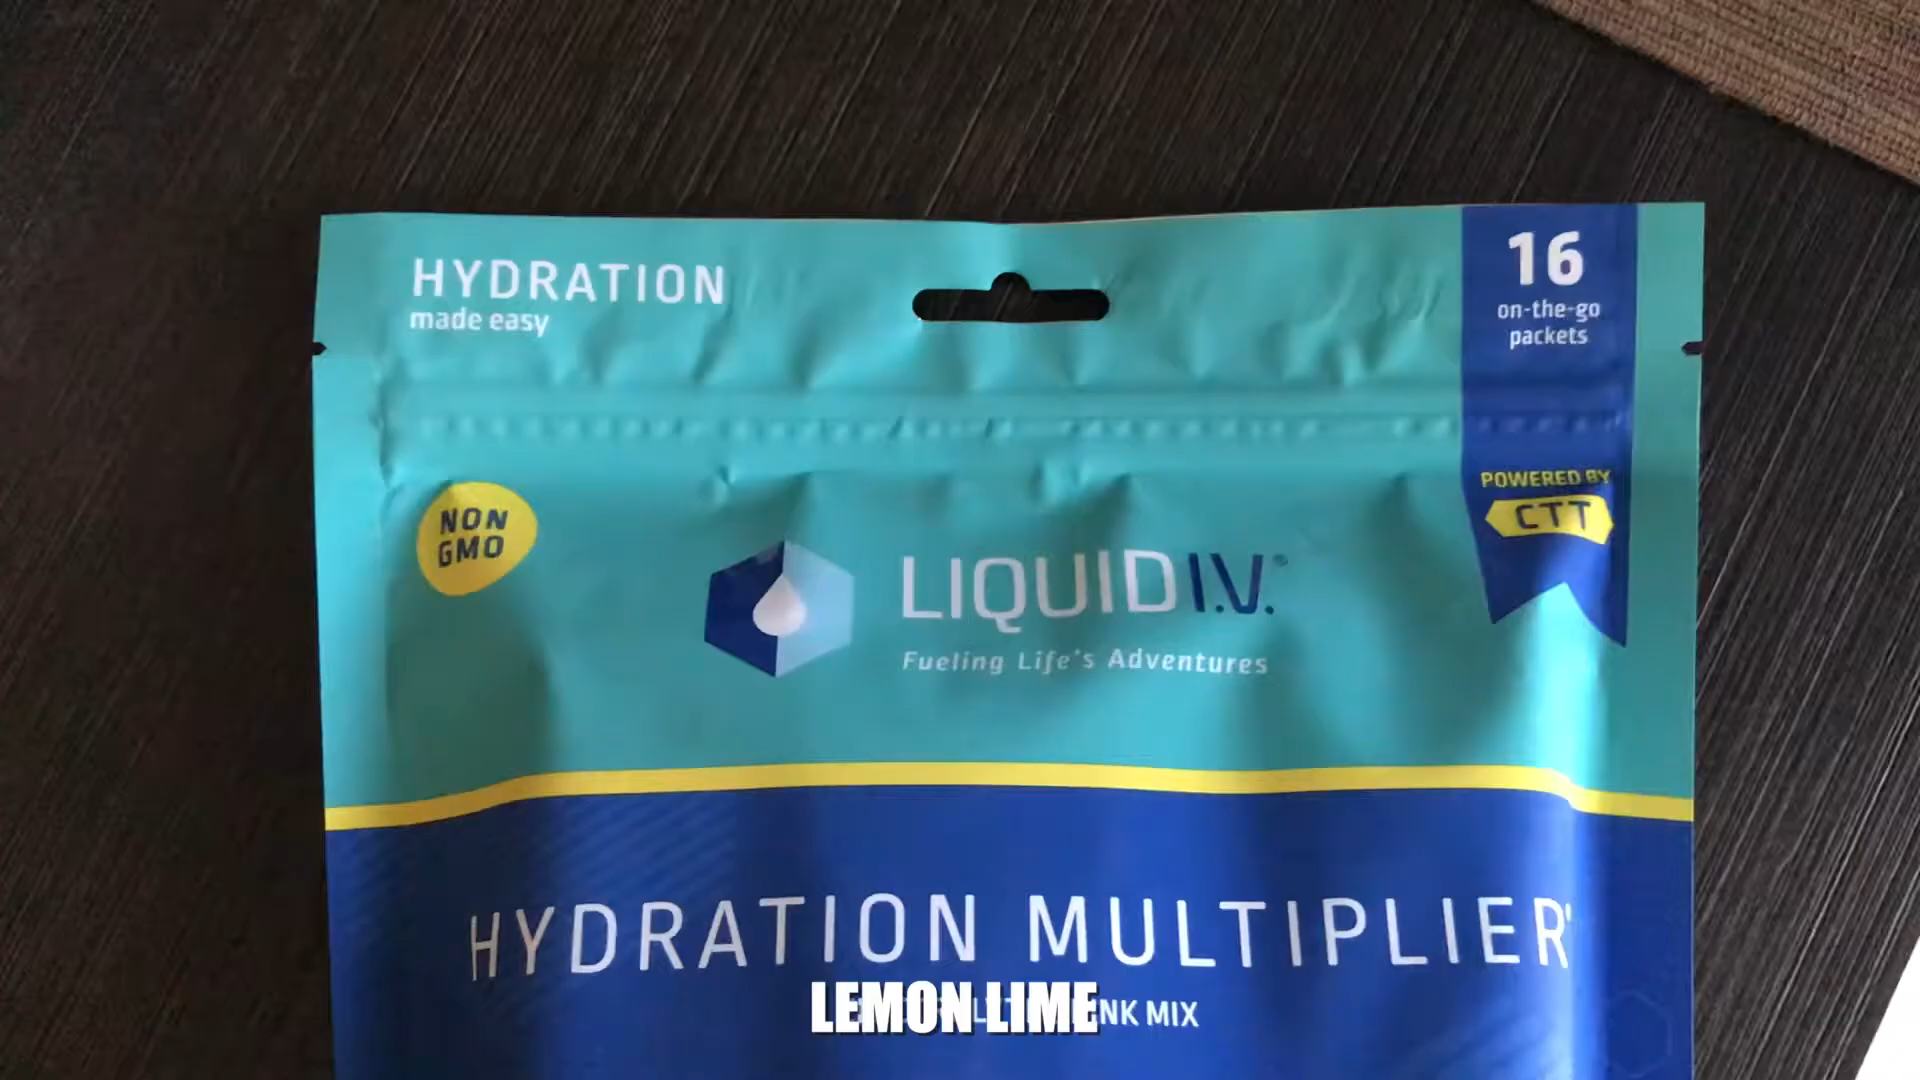 HYDRATION
made easy
16
on-the-go
packets
NON
GMO
POWERED BY
CTT
LIQUID I.V.®
Fueling Life's Adventures
HYDRATION MULTIPLIER
MIX
LEMON LIME